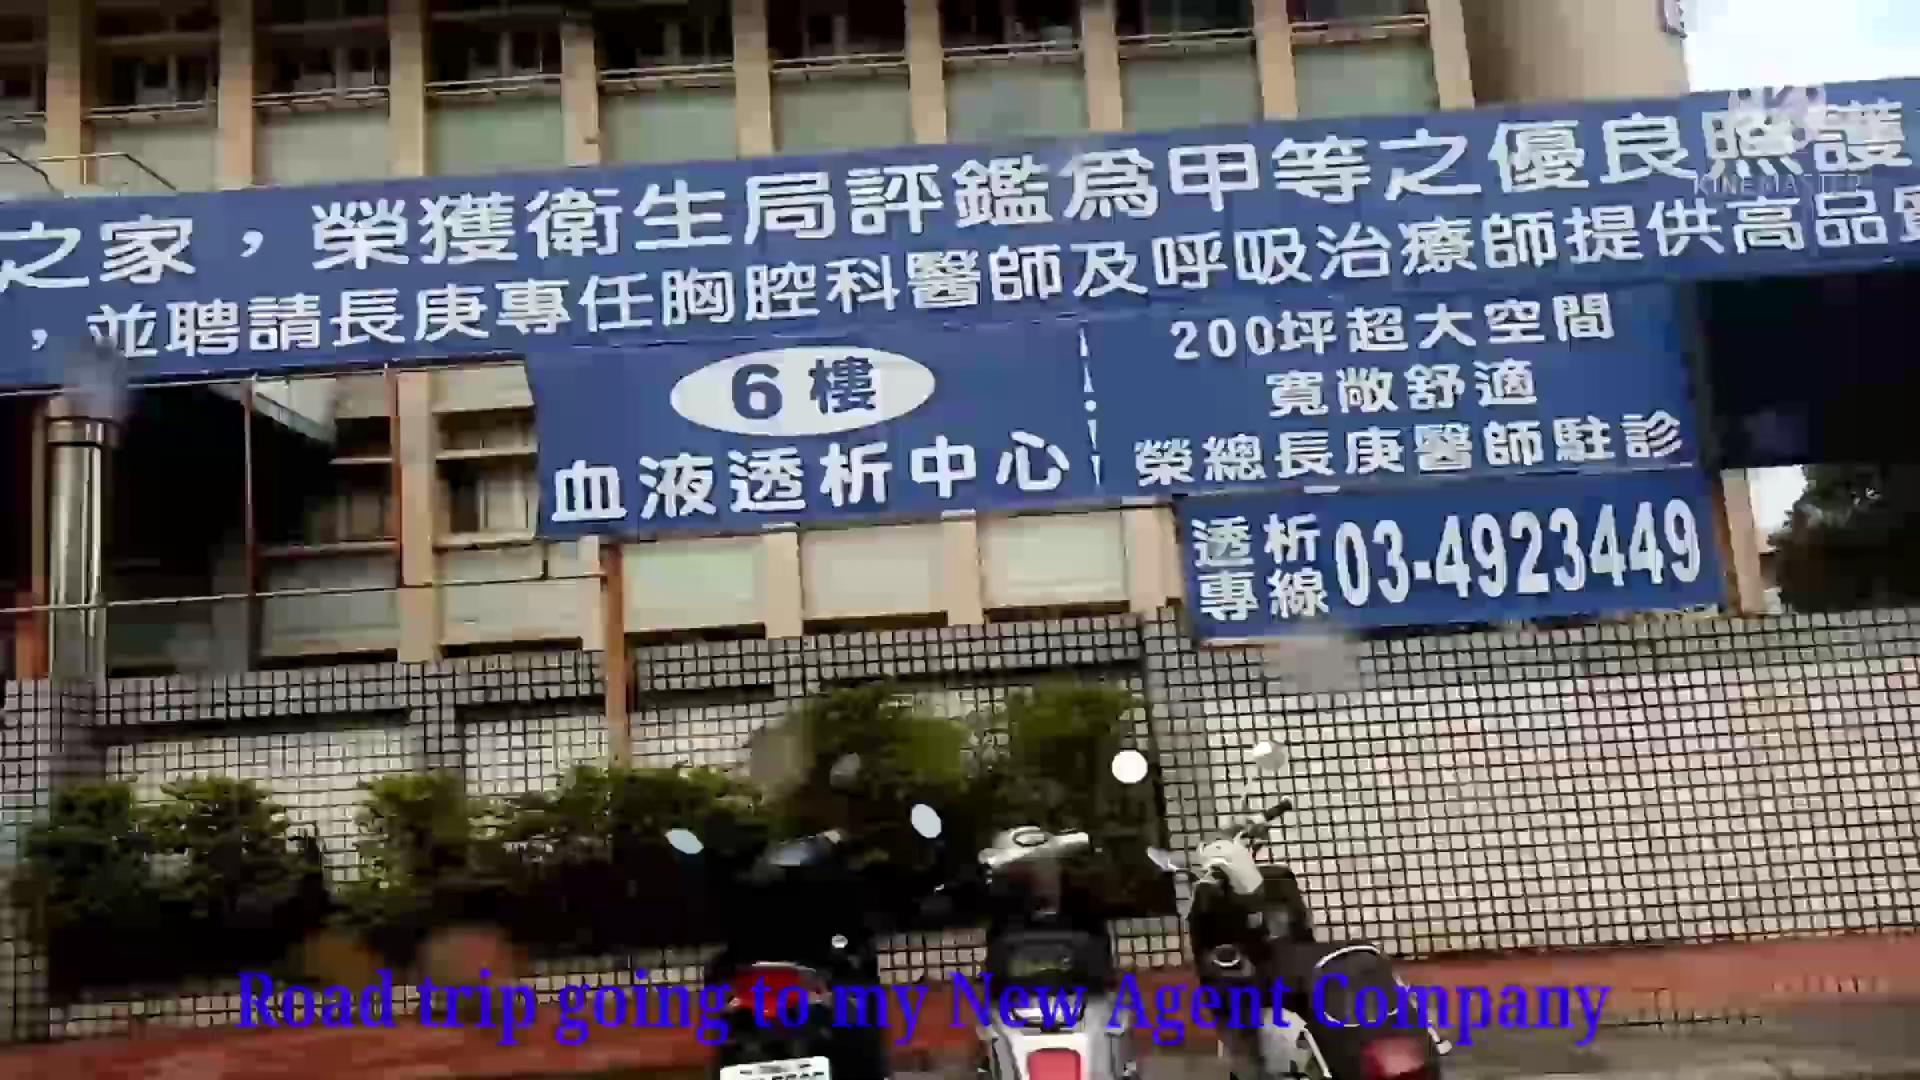 之家，榮獲衛生局評鑑為甲等之優良照護
，並聘請長庚專任胸腔科醫師及呼吸治療師提供高品質
6樓
血液透析中心
200坪超大空間
寬敞舒適
榮總長庚醫師駐診
透析
專線
03-4923449
KINEMASTER
Road trip going to my New Agent Company